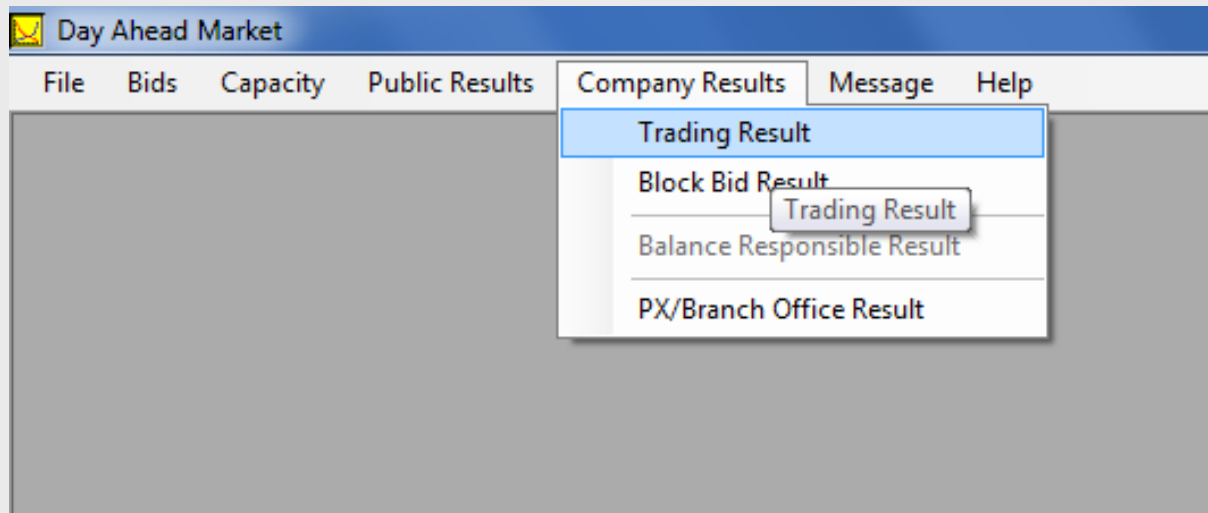 Day Ahead Market
File Bids Capacity Public Results Company Results Message Help
Trading Result
Block Bid Result
Trading Result
Balance Responsible Result
PX/Branch Office Result